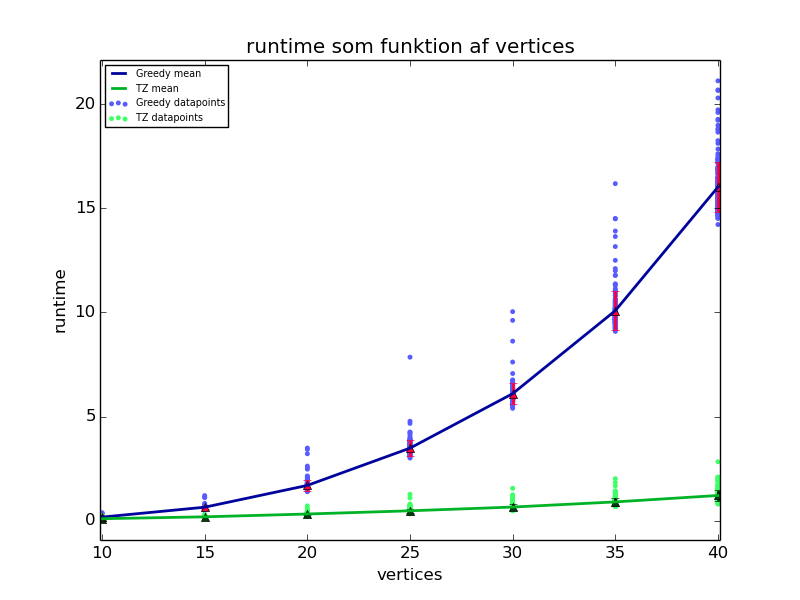 runtime som funktion af vertices
Greedy mean
TZ mean
Greedy datapoints
TZ datapoints
20
15
10
5
0
runtime
10 15 20 25 30 35 40
vertices